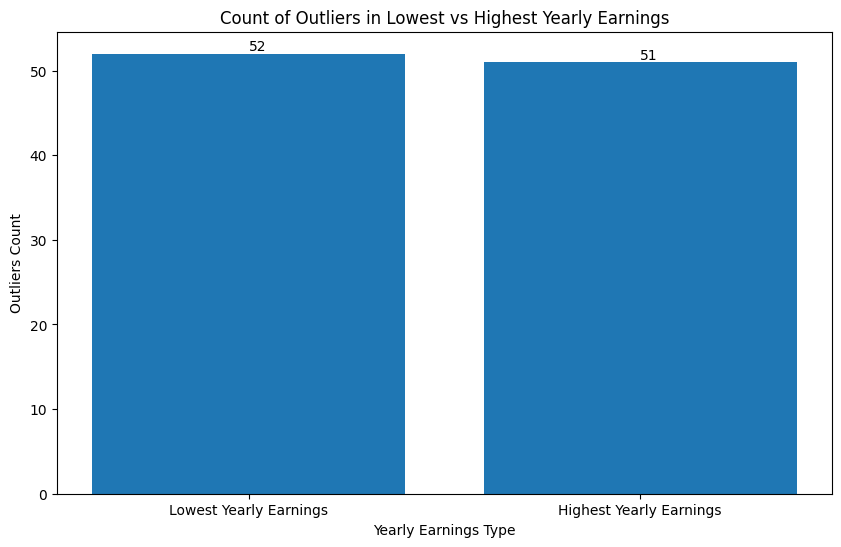 Count of Outliers in Lowest vs Highest Yearly Earnings
52
51
50
40
30
20
10
0
Outliers Count
Lowest Yearly Earnings
Highest Yearly Earnings
Yearly Earnings Type